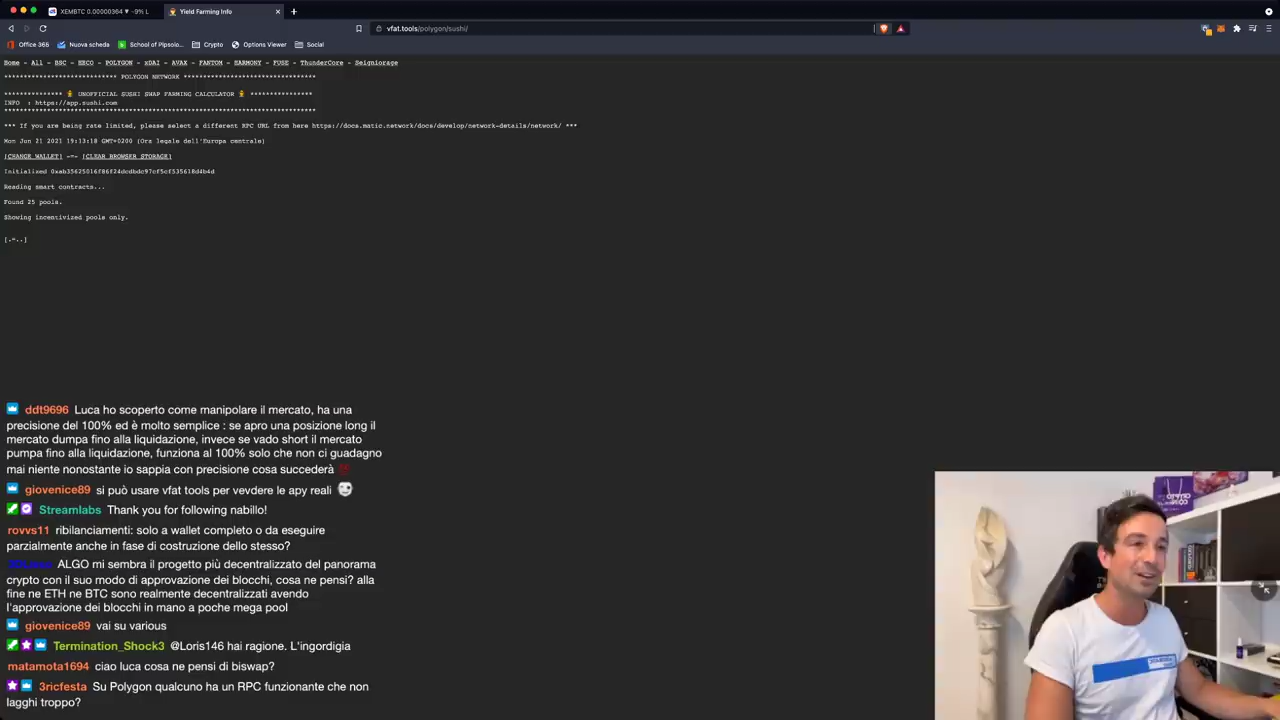 XEMBTC 0.00000364 ▼ -9% L
Yield Farming Info
vfat.tools/polygon/sushi/
Office 365
Nuova scheda
School of Pipsolo...
Crypto
Options Viewer
Social
Home - All - BSC - HECO - POLYGON - xDAI - AVAX - FANTOM - HARMONY - FUSE - ThunderCore - Seigniorage
**************************** POLYGON NETWORK *********************************
*************** UNOFFICIAL SUSHI SWAP FARMING CALCULATOR ****************
INFO : https://app.sushi.com
*** If you are being rate limited, please select a different RPC URL from here https://docs.matic.network/docs/develop/network-details/network/ ***
Mon Jun 21 2021 19:13:18 GMT+0200 (Ora legale dell'Europa centrale)
[CHANGE WALLET] -=- [CLEAR BROWSER STORAGE]
Reading smart contracts...
Found 25 pools.
Showing incentivized pools only.
[.=..]
ddt9696 Luca ho scoperto come manipolare il mercato, ha una
precisione del 100% ed è molto semplice : se apro una posizione long il
mercato dumpa fino alla liquidazione, invece se vado short il mercato
pumpa fino alla liquidazione, funziona al 100% solo che non ci guadagno
mai niente nonostante io sappia con precisione cosa succederà
giovenice89 si può usare vfat tools per vevdere le apy reali
Streamlabs Thank you for following nabillo!
rovvs11 ribilanciamenti: solo a wallet completo o da eseguire
parzialmente anche in fase di costruzione dello stesso?
ALGO mi sembra il progetto più decentralizzato del panorama
crypto con il suo modo di approvazione dei blocchi, cosa ne pensi? alla
fine ne ETH ne BTC sono realmente decentralizzati avendo
l'approvazione dei blocchi in mano a poche mega pool
giovenice89 vai su various
Termination_Shock3 @Loris146 hai ragione. L'ingordigia
matamota1694 ciao luca cosa ne pensi di biswap?
3ricfesta Su Polygon qualcuno ha un RPC funzionante che non
lagghi troppo?